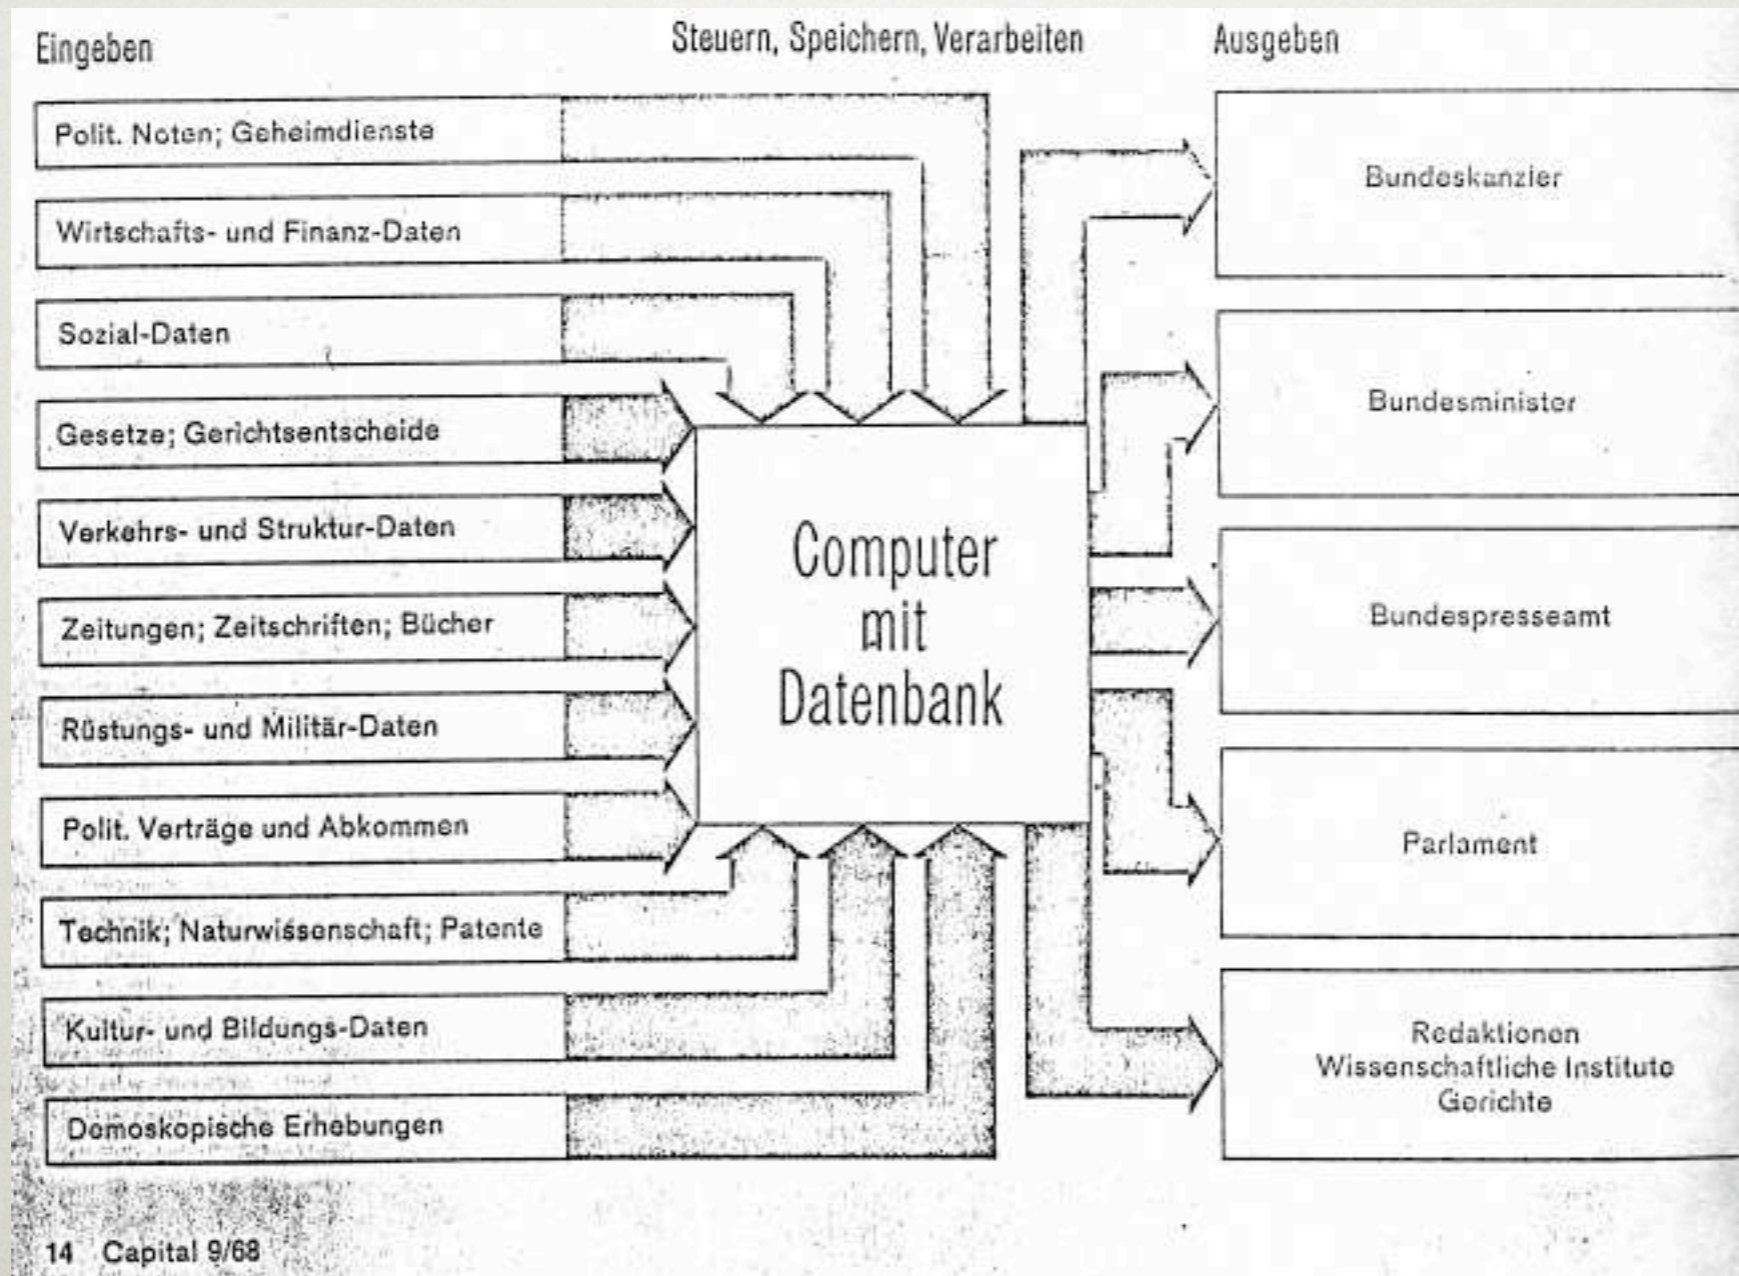 Eingeben
Steuern, Speichern, Verarbeiten
Ausgeben
Polit. Noten; Geheimdienste
Wirtschafts- und Finanz-Daten
Sozial-Daten
Gesetze; Gerichtsentscheide
Verkehrs- und Struktur-Daten
Zeitungen; Zeitschriften; Bücher
Rüstungs- und Militär-Daten
Polit. Verträge und Abkommen
Technik; Naturwissenschaft; Patente
Kultur- und Bildungs-Daten
Demoskopische Erhebungen
Computer
mit
Datenbank
Bundeskanzler
Bundesminister
Bundespresseamt
Parlament
Redaktionen
Wissenschaftliche Institute
Gerichte
14 Capital 9/68